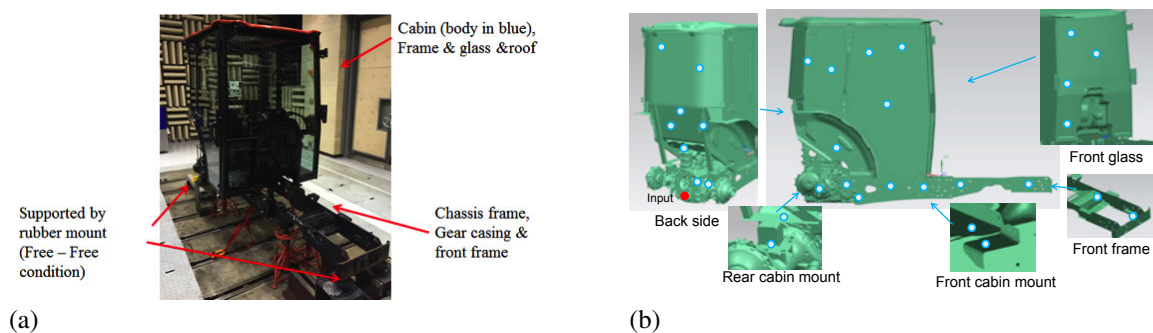 Cabin (body in blue),
Frame & glass &roof
Supported by
rubber mount
(Free – Free
condition)
Chassis frame,
Gear casing &
front frame
(a)
Input
Back side
Rear cabin mount
Front cabin mount
Front glass
Front frame
(b)